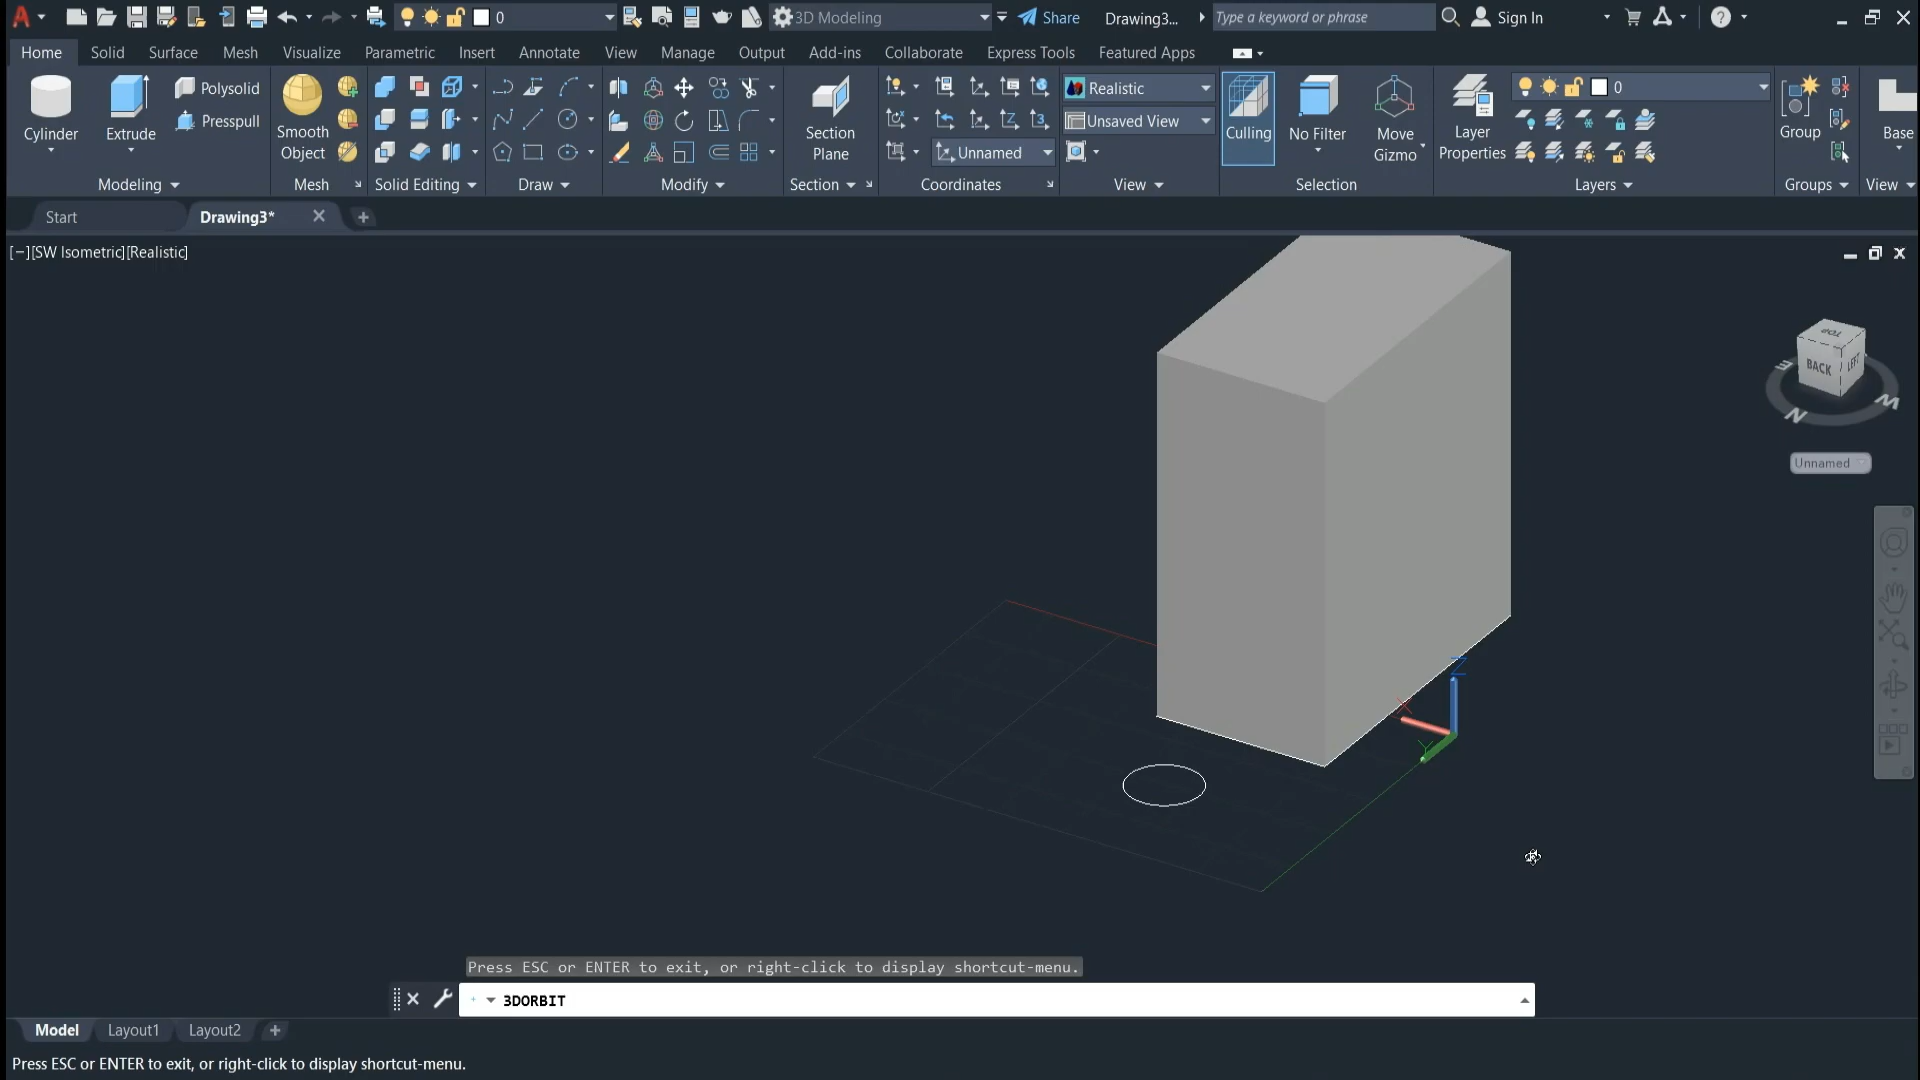 0
3D Modeling
Share
Drawing3...
Type a keyword or phrase
Sign In
Home
Solid
Surface
Mesh
Visualize
Parametric
Insert
Annotate
View
Manage
Output
Add-ins
Collaborate
Express Tools
Featured Apps
Cylinder
Extrude
Polysolid
Presspull
Smooth
Object
Section
Plane
Realistic
Unsaved View
Unnamed
Culling
No Filter
Move
Gizmo
Layer
Properties
0
Group
Base
Modeling
Mesh
Solid Editing
Draw
Modify
Section
Coordinates
View
Selection
Layers
Groups
View
Start
Drawing3*
[−][SW Isometric][Realistic]
TOP
BACK
LEFT
E
N
W
Unnamed
Z
X
Y
Press ESC or ENTER to exit, or right-click to display shortcut-menu.
3DORBIT
Model
Layout1
Layout2
Press ESC or ENTER to exit, or right-click to display shortcut-menu.